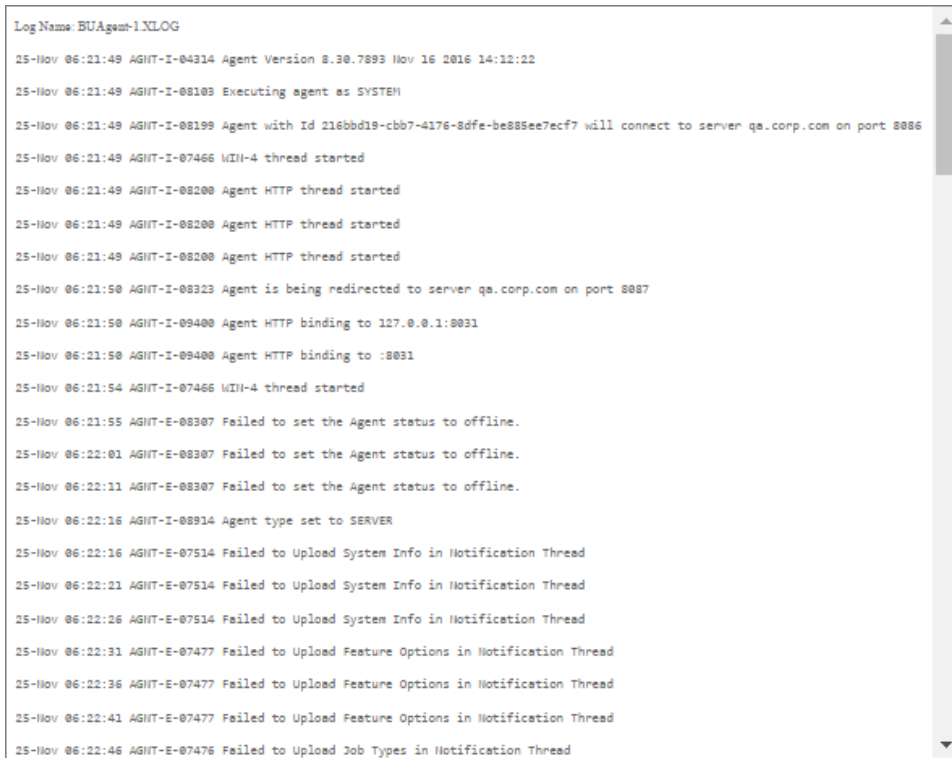 Log Name: BUAgent-1.XLOG
25-Nov 06:21:49 AGNT-I-04314 Agent Version 8.30.7893 Nov 16 2016 14:12:22
25-Nov 06:21:49 AGNT-I-08103 Executing agent as SYSTEM
25-Nov 06:21:49 AGNT-I-08199 Agent with Id 216bbd19-cbb7-4176-8dfe-be885ee7ecf7 will connect to server qa.corp.com on port 8086
25-Nov 06:21:49 AGNT-I-07466 WIN-4 thread started
25-Nov 06:21:49 AGNT-I-08200 Agent HTTP thread started
25-Nov 06:21:49 AGNT-I-08200 Agent HTTP thread started
25-Nov 06:21:49 AGNT-I-08200 Agent HTTP thread started
25-Nov 06:21:50 AGNT-I-08323 Agent is being redirected to server qa.corp.com on port 8087
25-Nov 06:21:50 AGNT-I-09400 Agent HTTP binding to 127.0.0.1:8031
25-Nov 06:21:50 AGNT-I-09400 Agent HTTP binding to :8031
25-Nov 06:21:54 AGNT-I-07466 WIN-4 thread started
25-Nov 06:21:55 AGNT-E-08307 Failed to set the Agent status to offline.
25-Nov 06:22:01 AGNT-E-08307 Failed to set the Agent status to offline.
25-Nov 06:22:11 AGNT-E-08307 Failed to set the Agent status to offline.
25-Nov 06:22:16 AGNT-I-08914 Agent type set to SERVER
25-Nov 06:22:16 AGNT-E-07514 Failed to Upload System Info in Notification Thread
25-Nov 06:22:21 AGNT-E-07514 Failed to Upload System Info in Notification Thread
25-Nov 06:22:26 AGNT-E-07514 Failed to Upload System Info in Notification Thread
25-Nov 06:22:31 AGNT-E-07477 Failed to Upload Feature Options in Notification Thread
25-Nov 06:22:36 AGNT-E-07477 Failed to Upload Feature Options in Notification Thread
25-Nov 06:22:41 AGNT-E-07477 Failed to Upload Feature Options in Notification Thread
25-Nov 06:22:46 AGNT-E-07476 Failed to Upload Job Types in Notification Thread